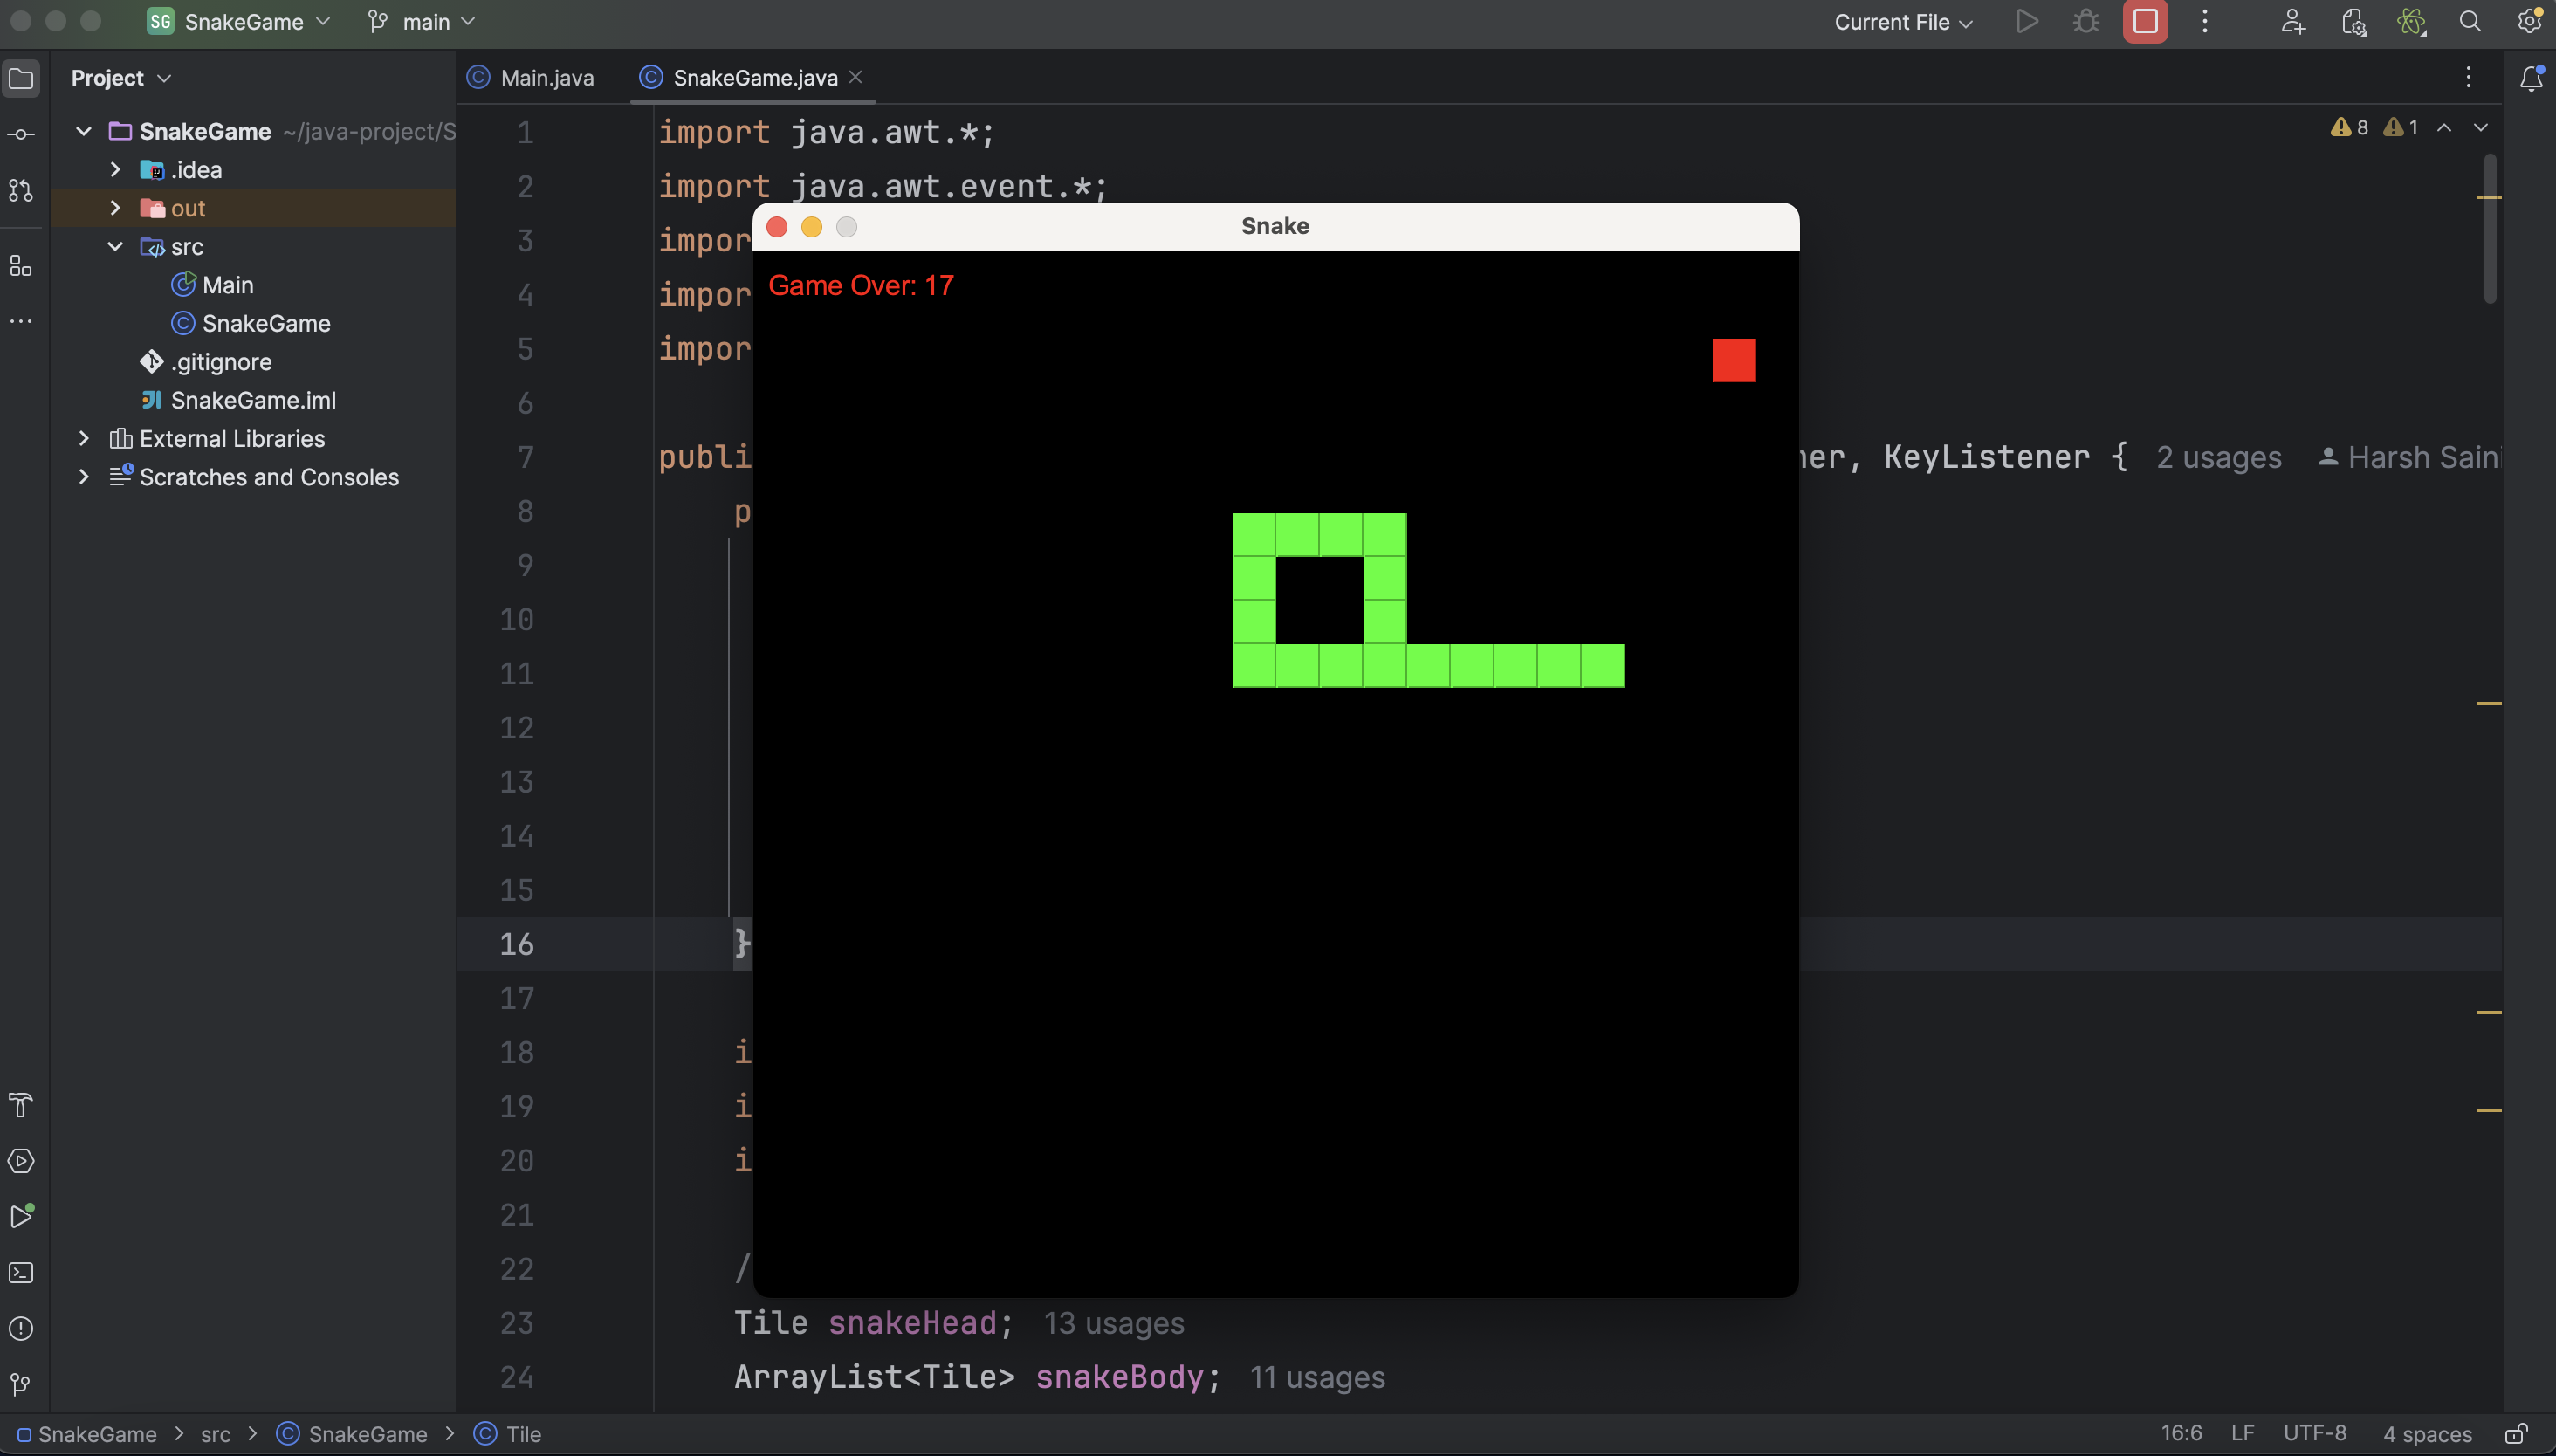 SG SnakeGame main Current File
Project
Main.java SnakeGame.java
SnakeGame ~/java-project/S
.idea
out
src
Main
SnakeGame
.gitignore
SnakeGame.iml
External Libraries
Scratches and Consoles
8 1
1 import java.awt.*;
2 import java.awt.event.*;
3 impor
4 impor
5 impor
6
7 publi ner, KeyListener { 2 usages Harsh Saini
8 p
9
10
11
12
13
14
15
16 }
17
18 i
19 i
20 i
21
22 /
23 Tile snakeHead; 13 usages
24 ArrayList<Tile> snakeBody; 11 usages
Snake
Game Over: 17
SnakeGame > src > SnakeGame > Tile
16:6 LF UTF-8 4 spaces